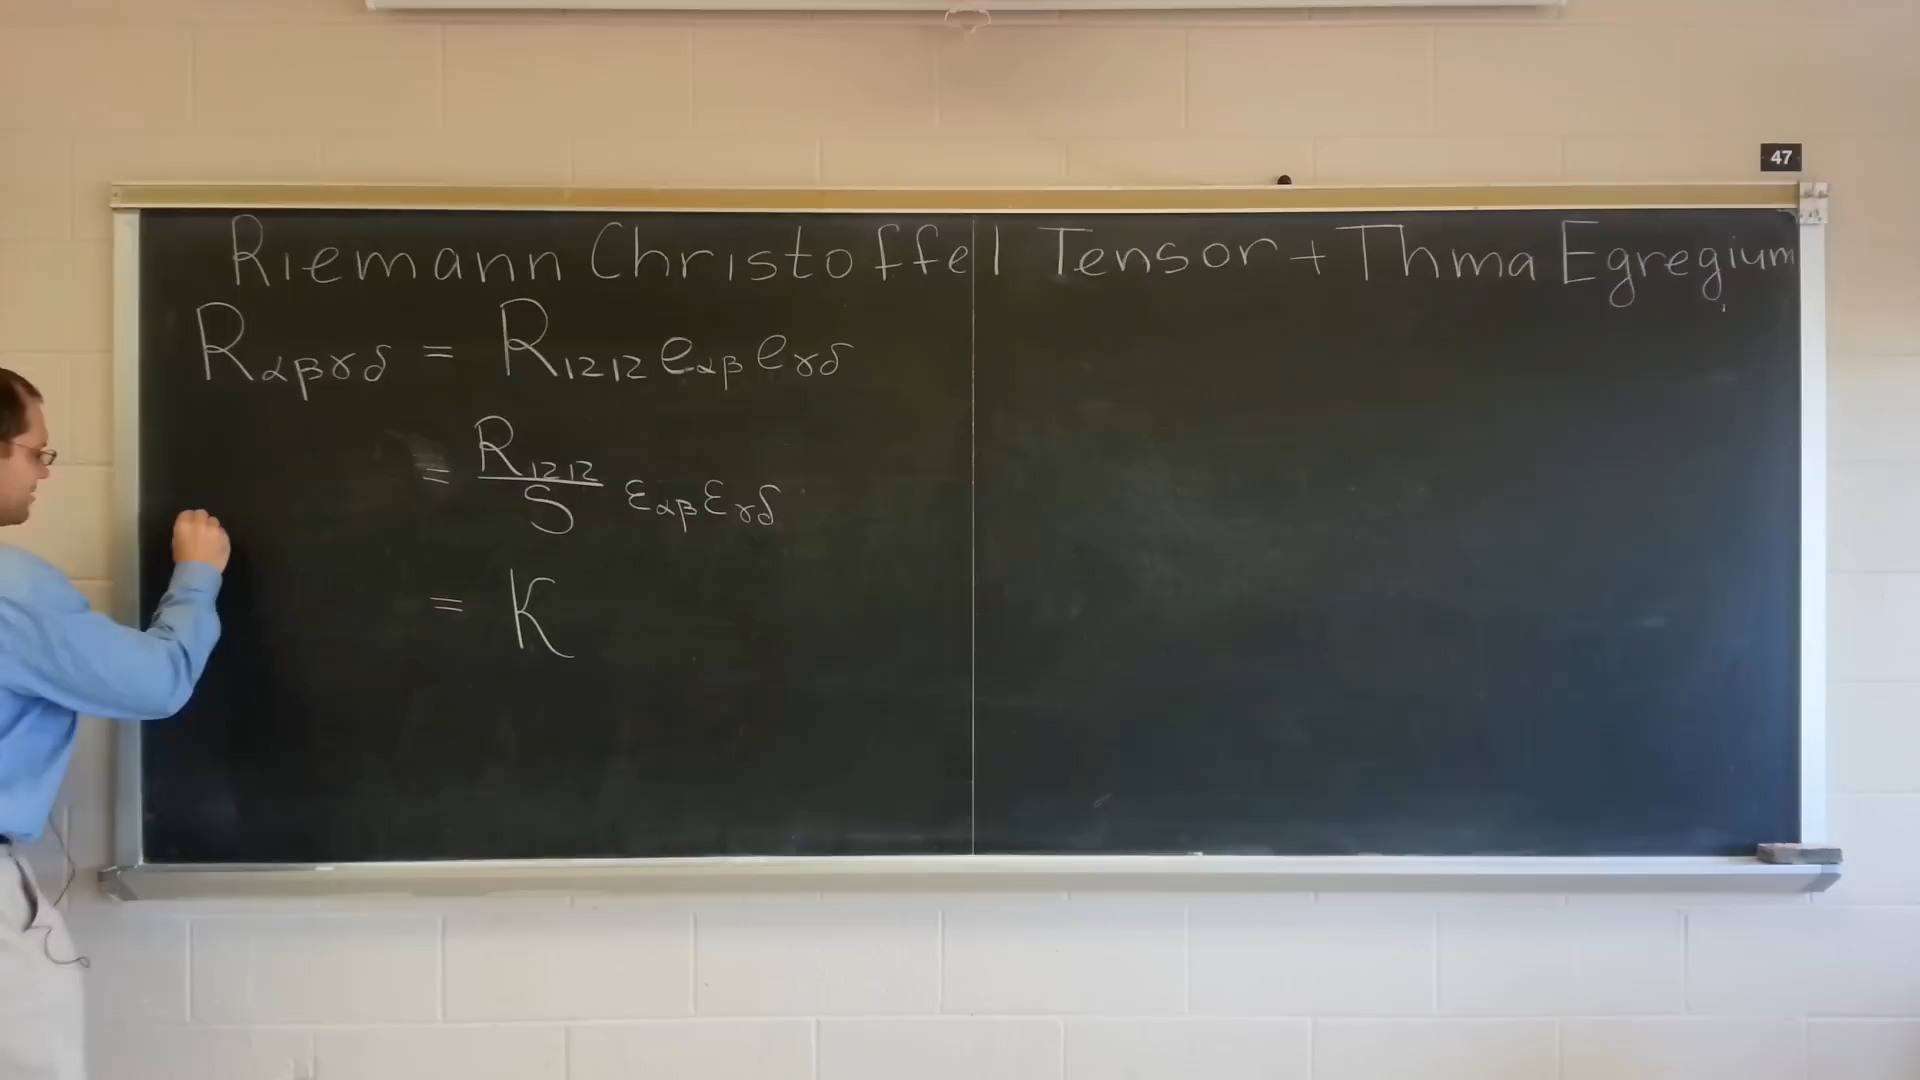 47
Riemann Christoffel Tensor + Thma Egregium
Rαβγδ = R1212 eαβ eγδ
= R1212 / S εαβ εγδ
= K